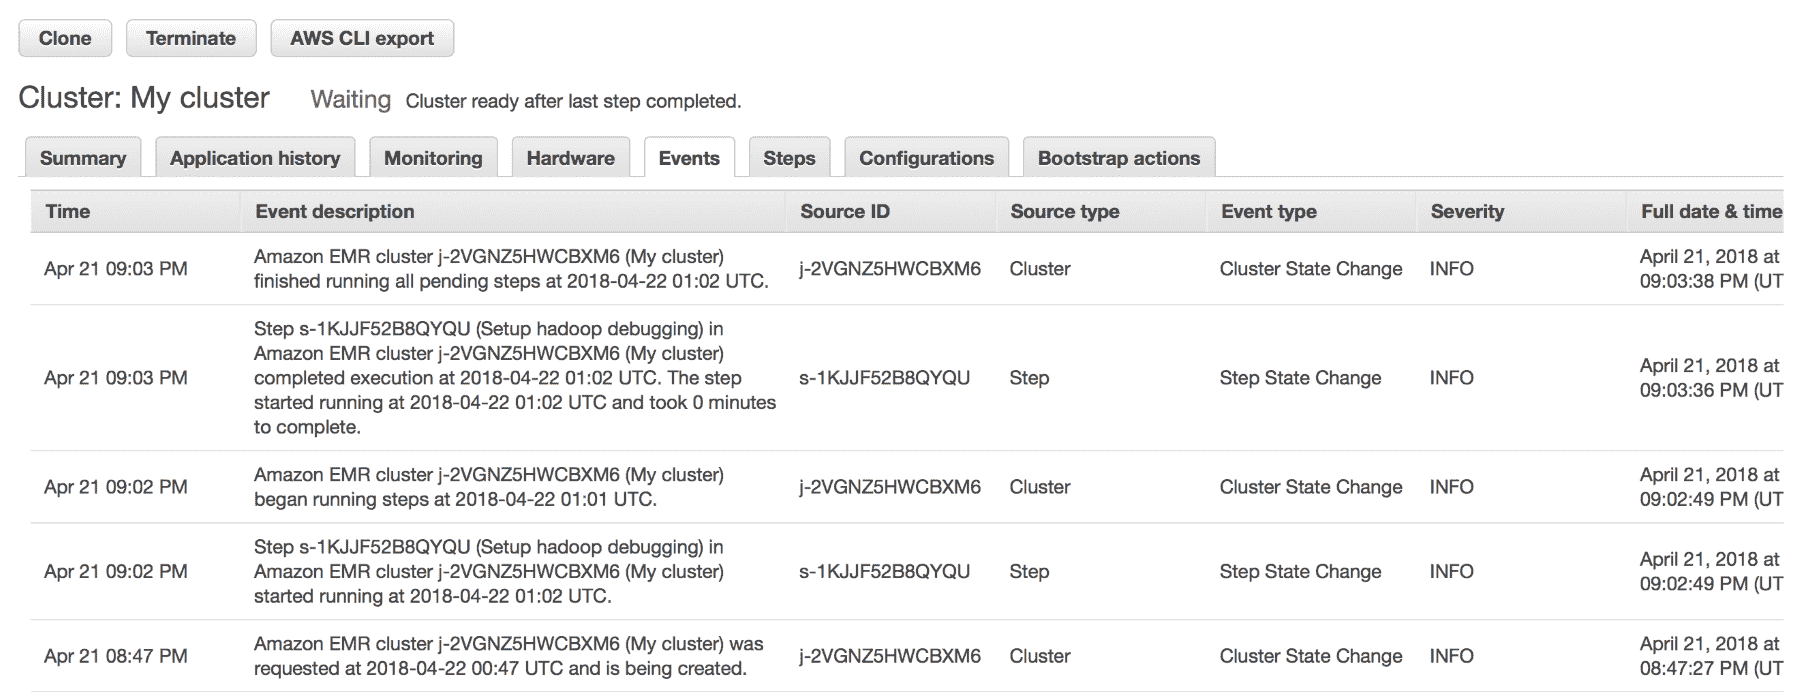 Clone Terminate AWS CLI export
Cluster: My cluster Waiting Cluster ready after last step completed.
Summary Application history Monitoring Hardware Events Steps Configurations Bootstrap actions
Time Event description Source ID Source type Event type Severity Full date & time
Apr 21 09:03 PM
Amazon EMR cluster j-2VGNZ5HWCBXM6 (My cluster)
finished running all pending steps at 2018-04-22 01:02 UTC.
j-2VGNZ5HWCBXM6 Cluster Cluster State Change INFO
April 21, 2018 at
09:03:38 PM (UT
Apr 21 09:03 PM
Step s-1KJJF52B8QYQU (Setup hadoop debugging) in
Amazon EMR cluster j-2VGNZ5HWCBXM6 (My cluster)
completed execution at 2018-04-22 01:02 UTC. The step
started running at 2018-04-22 01:02 UTC and took 0 minutes
to complete.
s-1KJJF52B8QYQU Step Step State Change INFO
April 21, 2018 at
09:03:36 PM (UT
Apr 21 09:02 PM
Amazon EMR cluster j-2VGNZ5HWCBXM6 (My cluster)
began running steps at 2018-04-22 01:01 UTC.
j-2VGNZ5HWCBXM6 Cluster Cluster State Change INFO
April 21, 2018 at
09:02:49 PM (UT
Apr 21 09:02 PM
Step s-1KJJF52B8QYQU (Setup hadoop debugging) in
Amazon EMR cluster j-2VGNZ5HWCBXM6 (My cluster)
started running at 2018-04-22 01:02 UTC.
s-1KJJF52B8QYQU Step Step State Change INFO
April 21, 2018 at
09:02:49 PM (UT
Apr 21 08:47 PM
Amazon EMR cluster j-2VGNZ5HWCBXM6 (My cluster) was
requested at 2018-04-22 00:47 UTC and is being created.
j-2VGNZ5HWCBXM6 Cluster Cluster State Change INFO
April 21, 2018 at
08:47:27 PM (UT